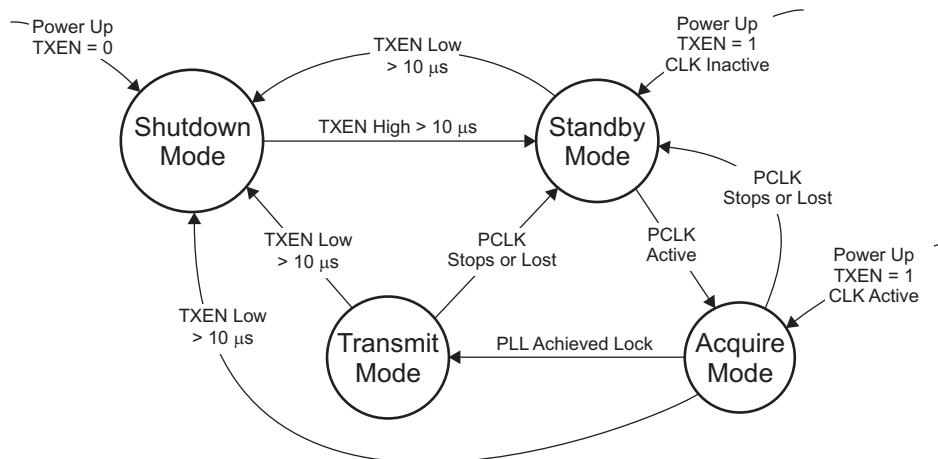 Power Up
TXEN = 0
TXEN Low
> 10 μs
Power Up
TXEN = 1
CLK Inactive
Shutdown
Mode
TXEN High > 10 μs
Standby
Mode
PCLK
Stops or Lost
TXEN Low
> 10 μs
PCLK
Stops or Lost
PCLK
Active
Power Up
TXEN = 1
CLK Active
TXEN Low
> 10 μs
Transmit
Mode
PLL Achieved Lock
Acquire
Mode